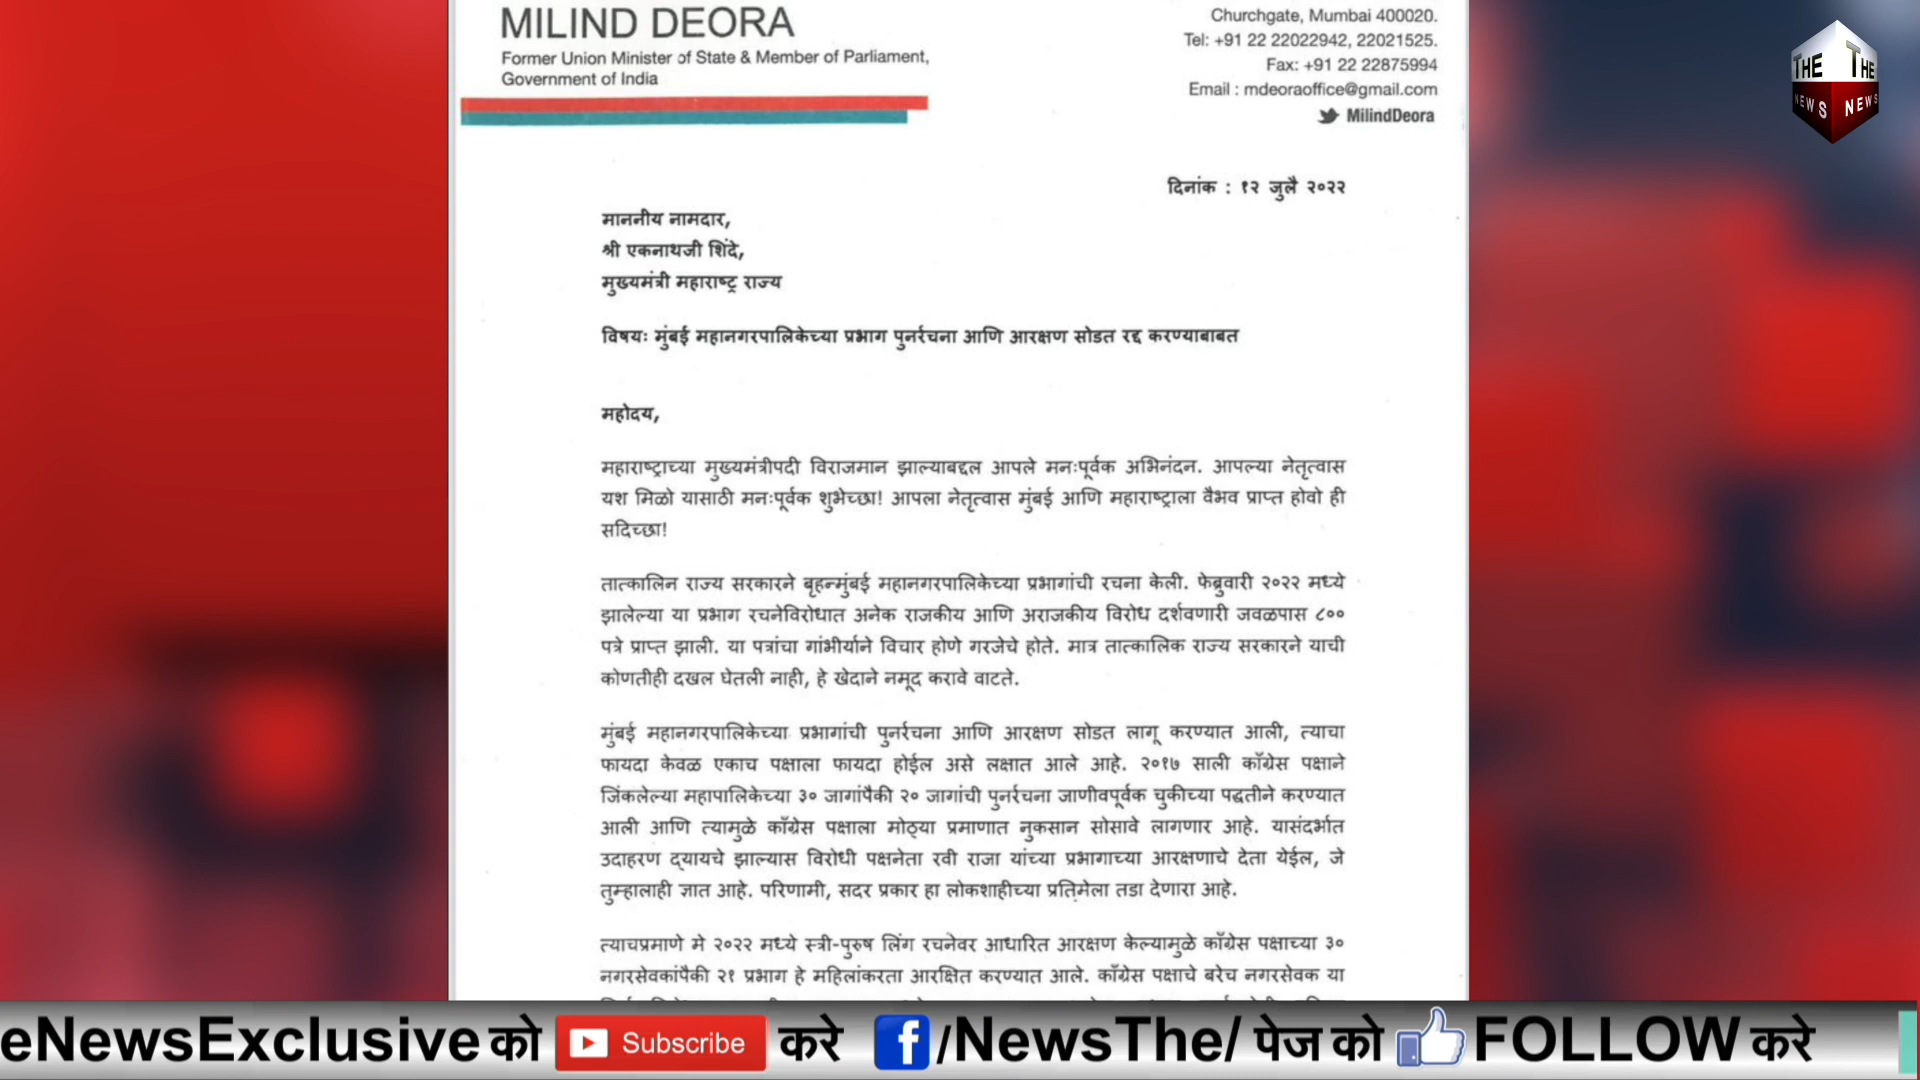 MILIND DEORA
Former Union Minister of State & Member of Parliament,
Government of India
Churchgate, Mumbai 400020.
Tel: +91 22 22022942, 22021525.
Fax: +91 22 22875994
Email : mdeoraoffice@gmail.com
MilindDeora
THE THE
NEWS NEWS
दिनांक : १२ जुलै २०२२
माननीय नामदार,
श्री एकनाथजी शिंदे,
मुख्यमंत्री महाराष्ट्र राज्य
विषयः मुंबई महानगरपालिकेच्या प्रभाग पुनर्रचना आणि आरक्षण सोडत रद्द करण्याबाबत
महोदय,
महाराष्ट्राच्या मुख्यमंत्रीपदी विराजमान झाल्याबद्दल आपले मनःपूर्वक अभिनंदन. आपल्या नेतृत्वास
यश मिळो यासाठी मनःपूर्वक शुभेच्छा! आपला नेतृत्वास मुंबई आणि महाराष्ट्राला वैभव प्राप्त होवो ही
सदिच्छा!
तात्कालिन राज्य सरकारने बृहन्मुंबई महानगरपालिकेच्या प्रभागांची रचना केली. फेब्रुवारी २०२२ मध्ये
झालेल्या या प्रभाग रचनेविरोधात अनेक राजकीय आणि अराजकीय विरोध दर्शवणारी जवळपास ८००
पत्रे प्राप्त झाली. या पत्रांचा गांभीर्याने विचार होणे गरजेचे होते. मात्र तात्कालिक राज्य सरकारने याची
कोणतीही दखल घेतली नाही, हे खेदाने नमूद करावे वाटते.
मुंबई महानगरपालिकेच्या प्रभागांची पुनर्रचना आणि आरक्षण सोडत लागू करण्यात आली, त्याचा
फायदा केवळ एकाच पक्षाला फायदा होईल असे लक्षात आले आहे. २०१७ साली काँग्रेस पक्षाने
जिंकलेल्या महापालिकेच्या ३० जागांपैकी २० जागांची पुनर्रचना जाणीवपूर्वक चुकीच्या पद्धतीने करण्यात
आली आणि त्यामुळे काँग्रेस पक्षाला मोठ्या प्रमाणात नुकसान सोसावे लागणार आहे. यासंदर्भात
उदाहरण द्यायचे झाल्यास विरोधी पक्षनेता रवी राजा यांच्या प्रभागाच्या आरक्षणाचे देता येईल, जे
तुम्हालाही ज्ञात आहे. परिणामी, सदर प्रकार हा लोकशाहीच्या प्रतिमेला तडा देणारा आहे.
त्याचप्रमाणे मे २०२२ मध्ये स्त्री-पुरुष लिंग रचनेवर आधारित आरक्षण केल्यामुळे काँग्रेस पक्षाच्या ३०
नगरसेवकांपैकी २१ प्रभाग हे महिलांकरता आरक्षित करण्यात आले. काँग्रेस पक्षाचे बरेच नगरसेवक या
eNewsExclusive को Subscribe करे f/NewsThe/ पेज को FOLLOW करे